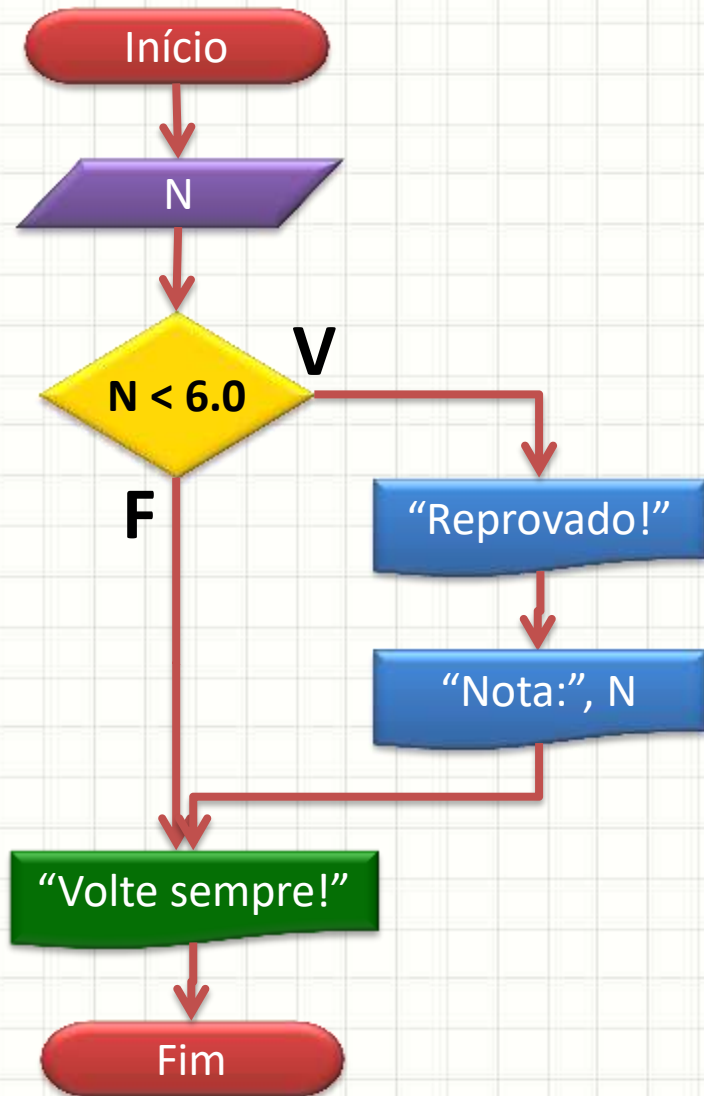 Início
N
N < 6.0
V
F
“Reprovado!”
“Nota:”, N
“Volte sempre!”
Fim